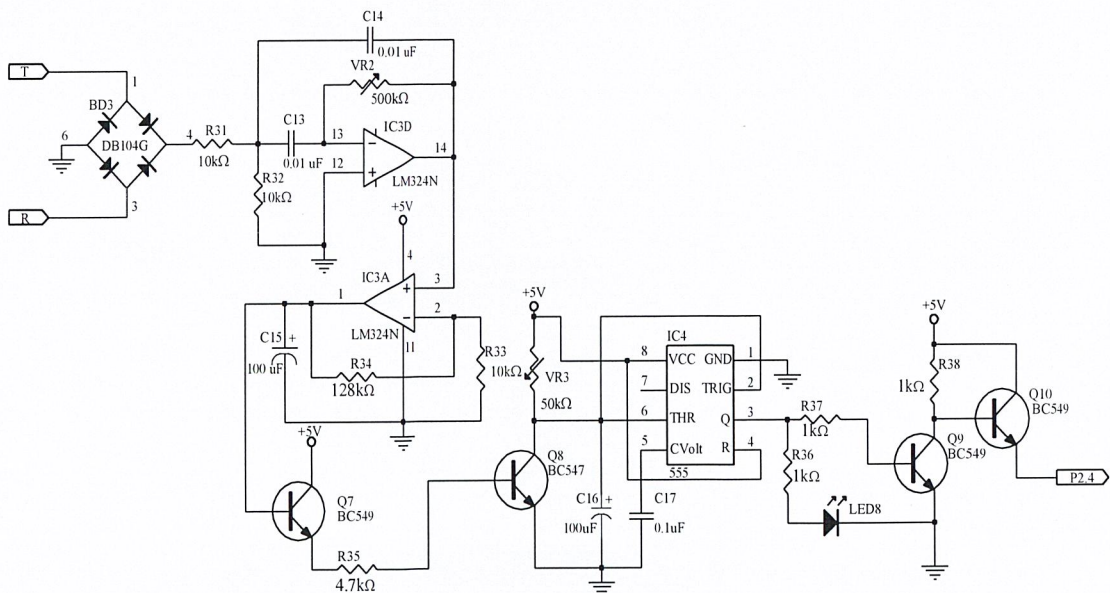 C14
0.01 uF
T
1
VR2
500kΩ
BD3
6
DB104G
4
R31
10kΩ
C13
0.01 uF
13
12
IC3D
14
LM324N
R32
10kΩ
3
R
+5V
4
IC3A
1
3
2
LM324N
11
C15
+
100 uF
R34
128kΩ
R33
10kΩ
+5V
VR3
50kΩ
IC4
8
VCC
GND
1
7
DIS
TRIG
2
6
THR
Q
3
5
CVolt
R
4
555
+5V
R38
1kΩ
Q10
BC549
R37
1kΩ
Q9
BC549
R36
1kΩ
LED8
P2.4
+5V
Q7
BC549
R35
4.7kΩ
Q8
BC547
C16
+
100uF
C17
0.1uF